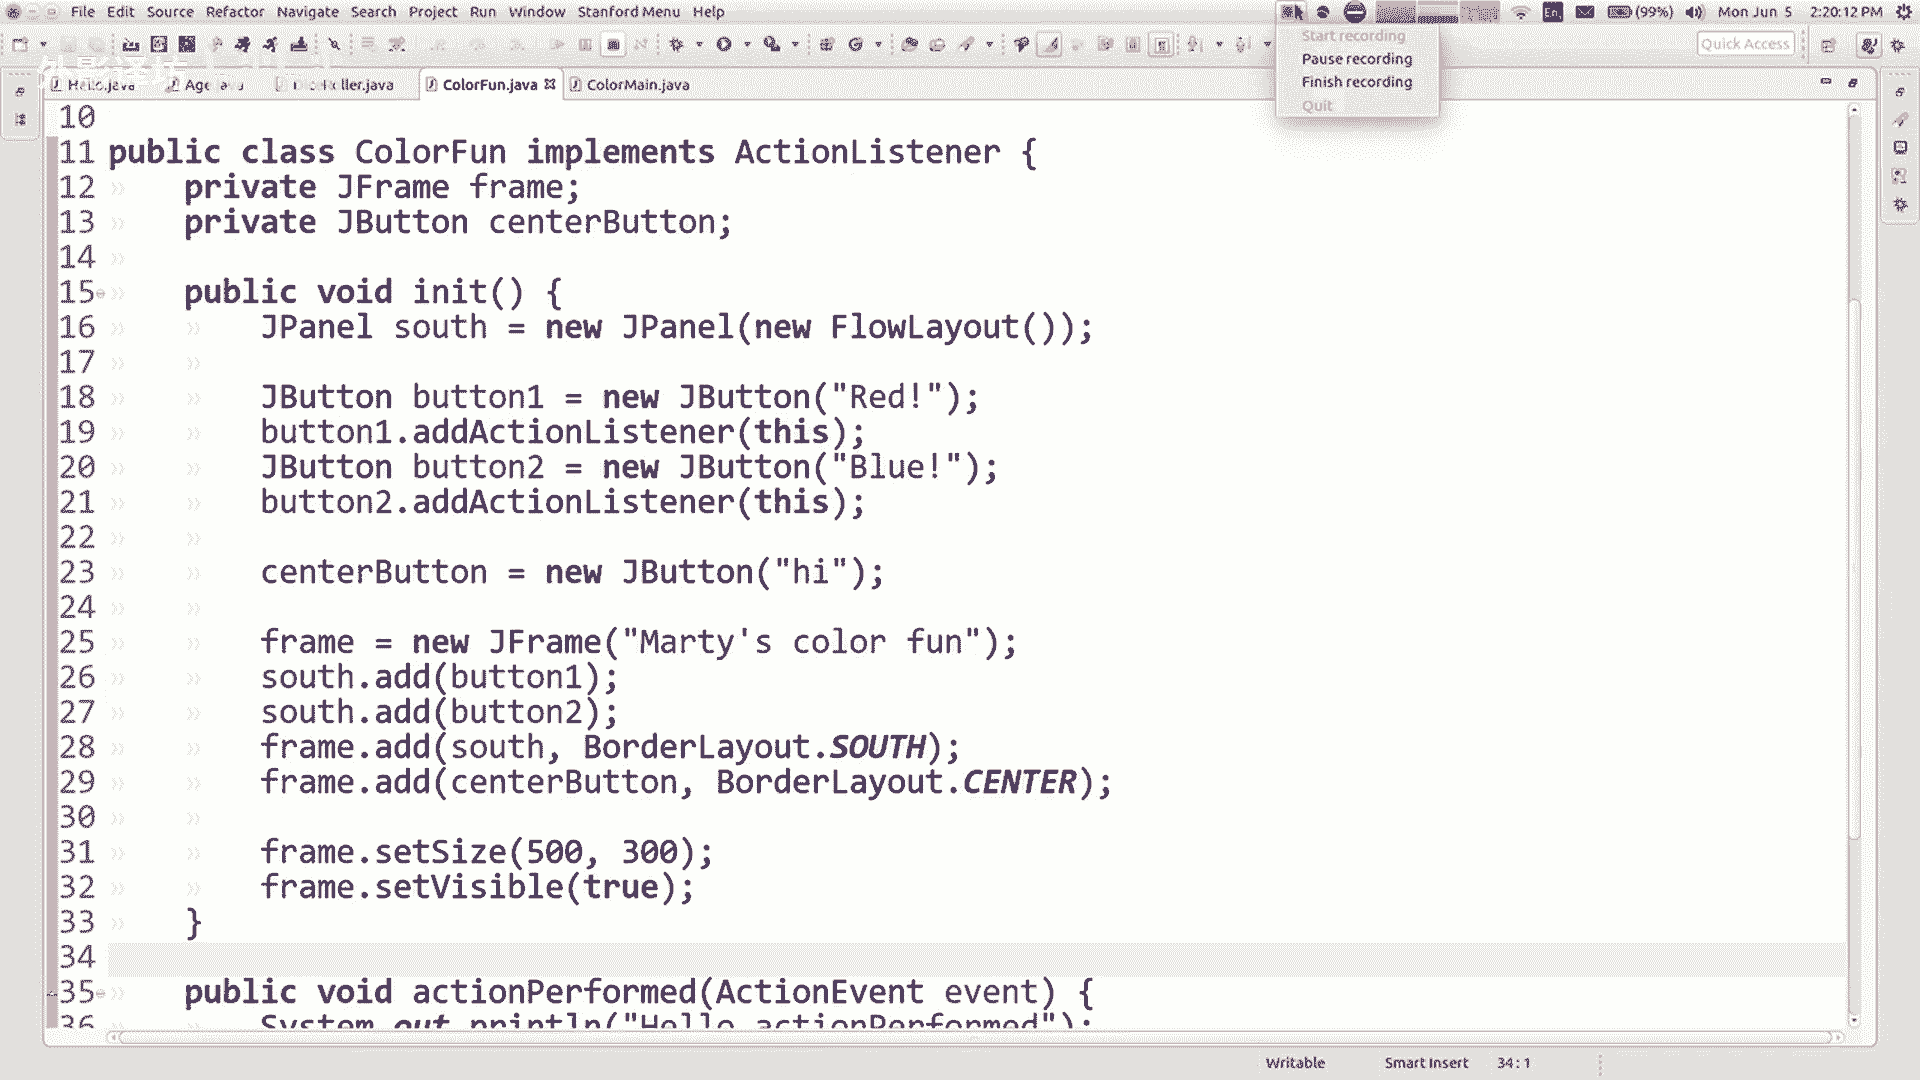 File Edit Source Refactor Navigate Search Project Run Window Stanford Menu Help
En (99%) Mon Jun 5 2:20:12 PM
Start recording
Pause recording
Finish recording
Quit
Quick Access
Hello.java
ColorFun.java
ColorMain.java
10
11 public class ColorFun implements ActionListener {
12 private JFrame frame;
13 private JButton centerButton;
14
15 public void init() {
16 JPanel south = new JPanel(new FlowLayout());
17
18 JButton button1 = new JButton("Red!");
19 button1.addActionListener(this);
20 JButton button2 = new JButton("Blue!");
21 button2.addActionListener(this);
22
23 centerButton = new JButton("hi");
24
25 frame = new JFrame("Marty's color fun");
26 south.add(button1);
27 south.add(button2);
28 frame.add(south, BorderLayout.SOUTH);
29 frame.add(centerButton, BorderLayout.CENTER);
30
31 frame.setSize(500, 300);
32 frame.setVisible(true);
33 }
34
35 public void actionPerformed(ActionEvent event) {
36 System.out.println("Hello actionPerformed");
Writable Smart Insert 34:1